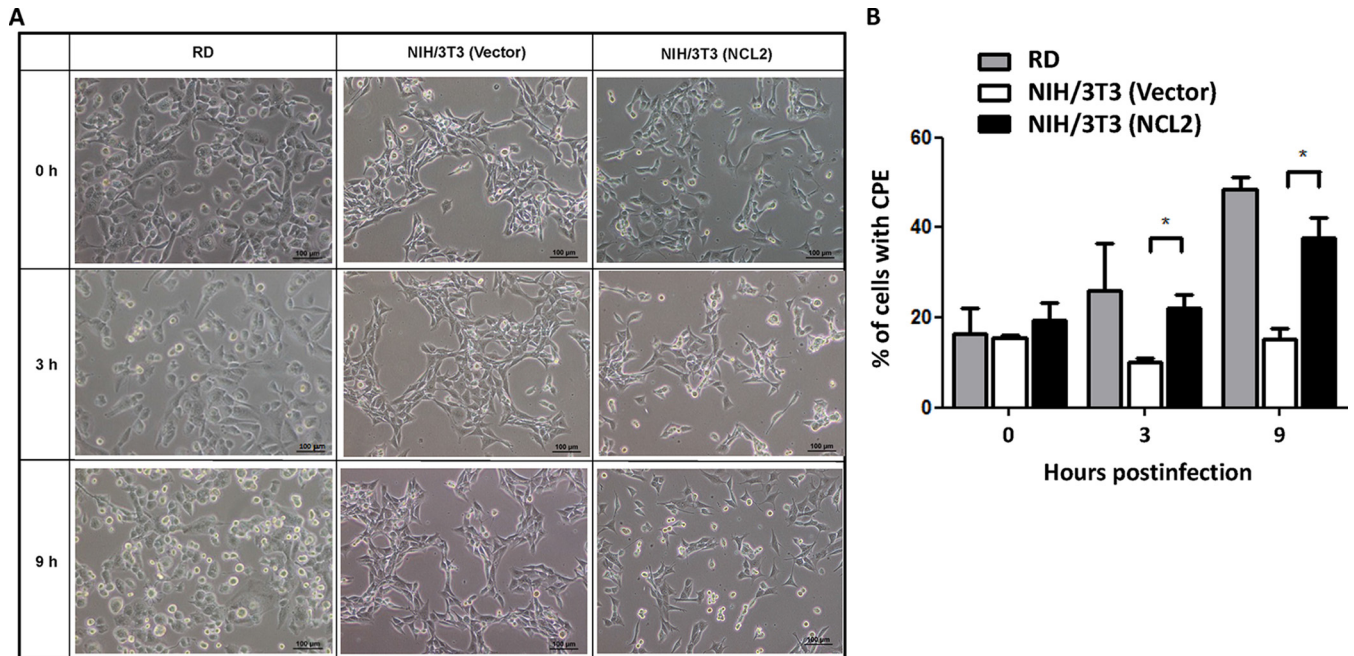 A
RD NIH/3T3 (Vector) NIH/3T3 (NCL2)
0 h
100 µm 100 µm 100 µm
3 h
100 µm 100 µm 100 µm
9 h
100 µm 100 µm 100 µm
B
RD
NIH/3T3 (Vector)
NIH/3T3 (NCL2)
% of cells with CPE
60
40
20
0
* *
0 3 9
Hours postinfection